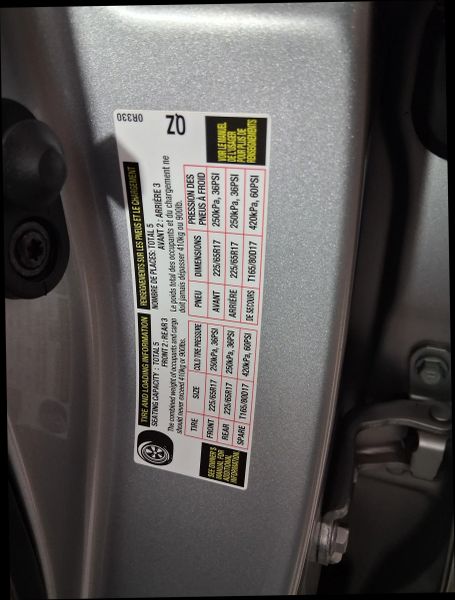 TIRE AND LOADING INFORMATION
SEATING CAPACITY : TOTAL 5
FRONT 2 : REAR 3
The combined weight of occupants and cargo
should never exceed 410kg or 900lb.
TIRE SIZE COLD TIRE PRESSURE
FRONT 225/65R17 250kPa, 36PSI
REAR 225/65R17 250kPa, 36PSI
SPARE T165/80D17 420kPa, 60PSI
SEE OWNER'S
MANUAL FOR
ADDITIONAL
INFORMATION
RENSEIGNEMENTS SUR LES PNEUS ET LE CHARGEMENT
NOMBRE DE PLACES: TOTAL 5
AVANT 2 : ARRIÈRE 3
Le poids total des occupants et du chargement ne
doit jamais dépasser 410kg ou 900lb.
PNEU DIMENSIONS PRESSION DES
PNEUS À FROID
AVANT 225/65R17 250kPa, 36PSI
ARRIÈRE 225/65R17 250kPa, 36PSI
DE SECOURS T165/80D17 420kPa, 60PSI
VOIR LE MANUEL
DE L'USAGER
POUR PLUS DE
RENSEIGNEMENTS
0R330
QZ